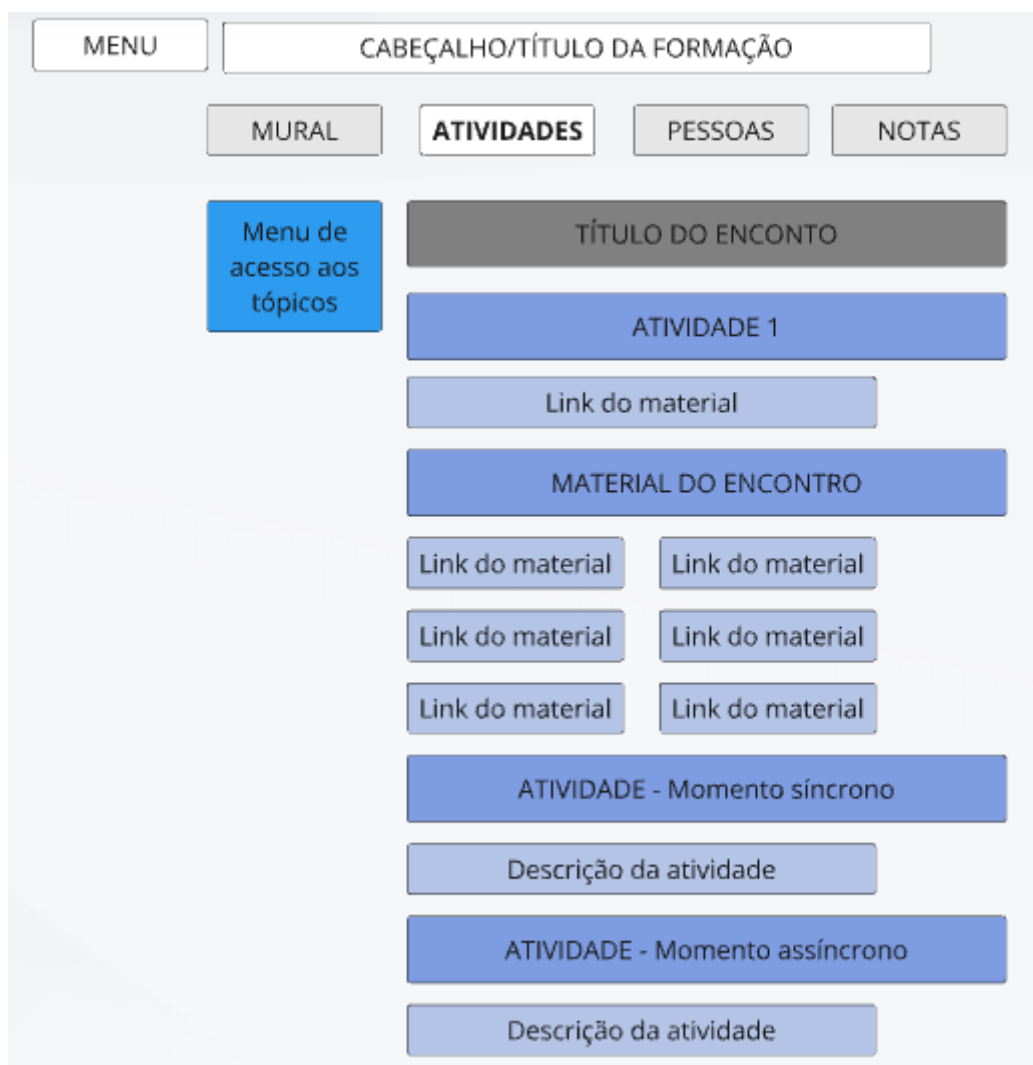 MENU
CABEÇALHO/TÍTULO DA FORMAÇÃO
MURAL
ATIVIDADES
PESSOAS
NOTAS
Menu de
acesso aos
tópicos
TÍTULO DO ENCONTO
ATIVIDADE 1
Link do material
MATERIAL DO ENCONTRO
Link do material
Link do material
Link do material
Link do material
Link do material
Link do material
ATIVIDADE - Momento síncrono
Descrição da atividade
ATIVIDADE - Momento assíncrono
Descrição da atividade